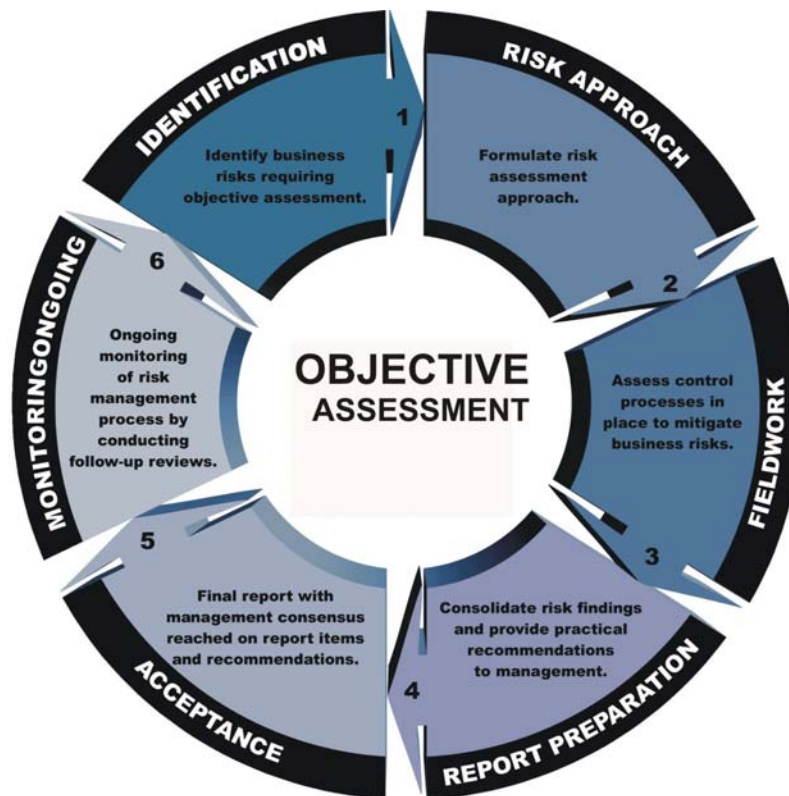 OBJECTIVE
ASSESSMENT
IDENTIFICATION
1
Identify business
risks requiring
objective assessment.
RISK APPROACH
Formulate risk
assessment
approach.
2
FIELDWORK
Assess control
processes in
place to mitigate
business risks.
3
REPORT PREPARATION
Consolidate risk findings
and provide practical
recommendations
to management.
4
ACCEPTANCE
Final report with
management consensus
reached on report items
and recommendations.
5
MONITORINGONGOING
Ongoing
monitoring
of risk
management
process by
conducting
follow-up reviews.
6